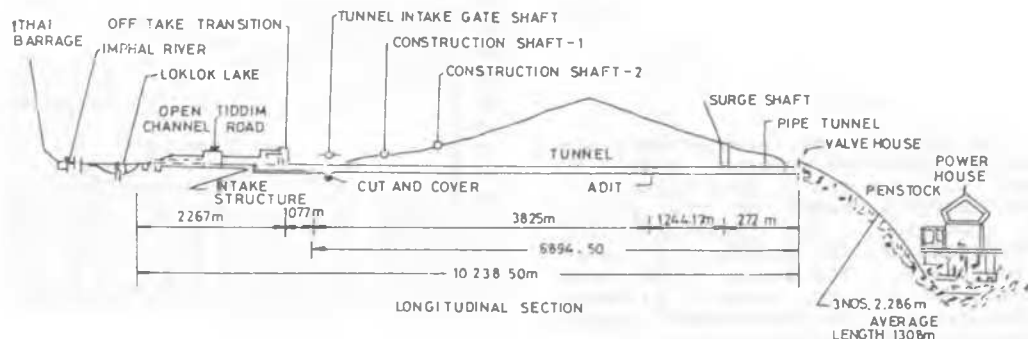 ITHAI
BARRAGE
IMPHAL RIVER
LOKLOK LAKE
OFF TAKE TRANSITION
OPEN
CHANNEL
TIDDIM
ROAD
INTAKE
STRUCTURE
TUNNEL INTAKE GATE SHAFT
CONSTRUCTION SHAFT-1
CONSTRUCTION SHAFT-2
CUT AND COVER
TUNNEL
ADIT
SURGE SHAFT
PIPE TUNNEL
VALVE HOUSE
PENSTOCK
POWER
HOUSE
2267m
1077m
3825m
1244.17m
272 m
6894.50
10 238 50m
LONGITUDINAL SECTION
3NOS. 2.286m
AVERAGE
LENGTH 1308m